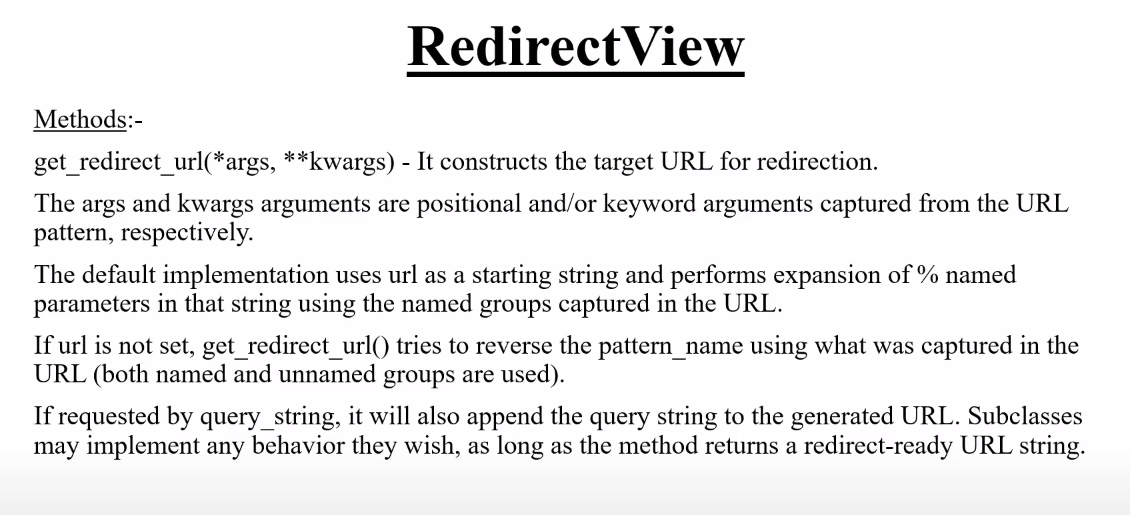 RedirectView
Methods:-
get_redirect_url(*args, **kwargs) - It constructs the target URL for redirection.
The args and kwargs arguments are positional and/or keyword arguments captured from the URL
pattern, respectively.
The default implementation uses url as a starting string and performs expansion of % named
parameters in that string using the named groups captured in the URL.
If url is not set, get_redirect_url() tries to reverse the pattern_name using what was captured in the
URL (both named and unnamed groups are used).
If requested by query_string, it will also append the query string to the generated URL. Subclasses
may implement any behavior they wish, as long as the method returns a redirect-ready URL string.